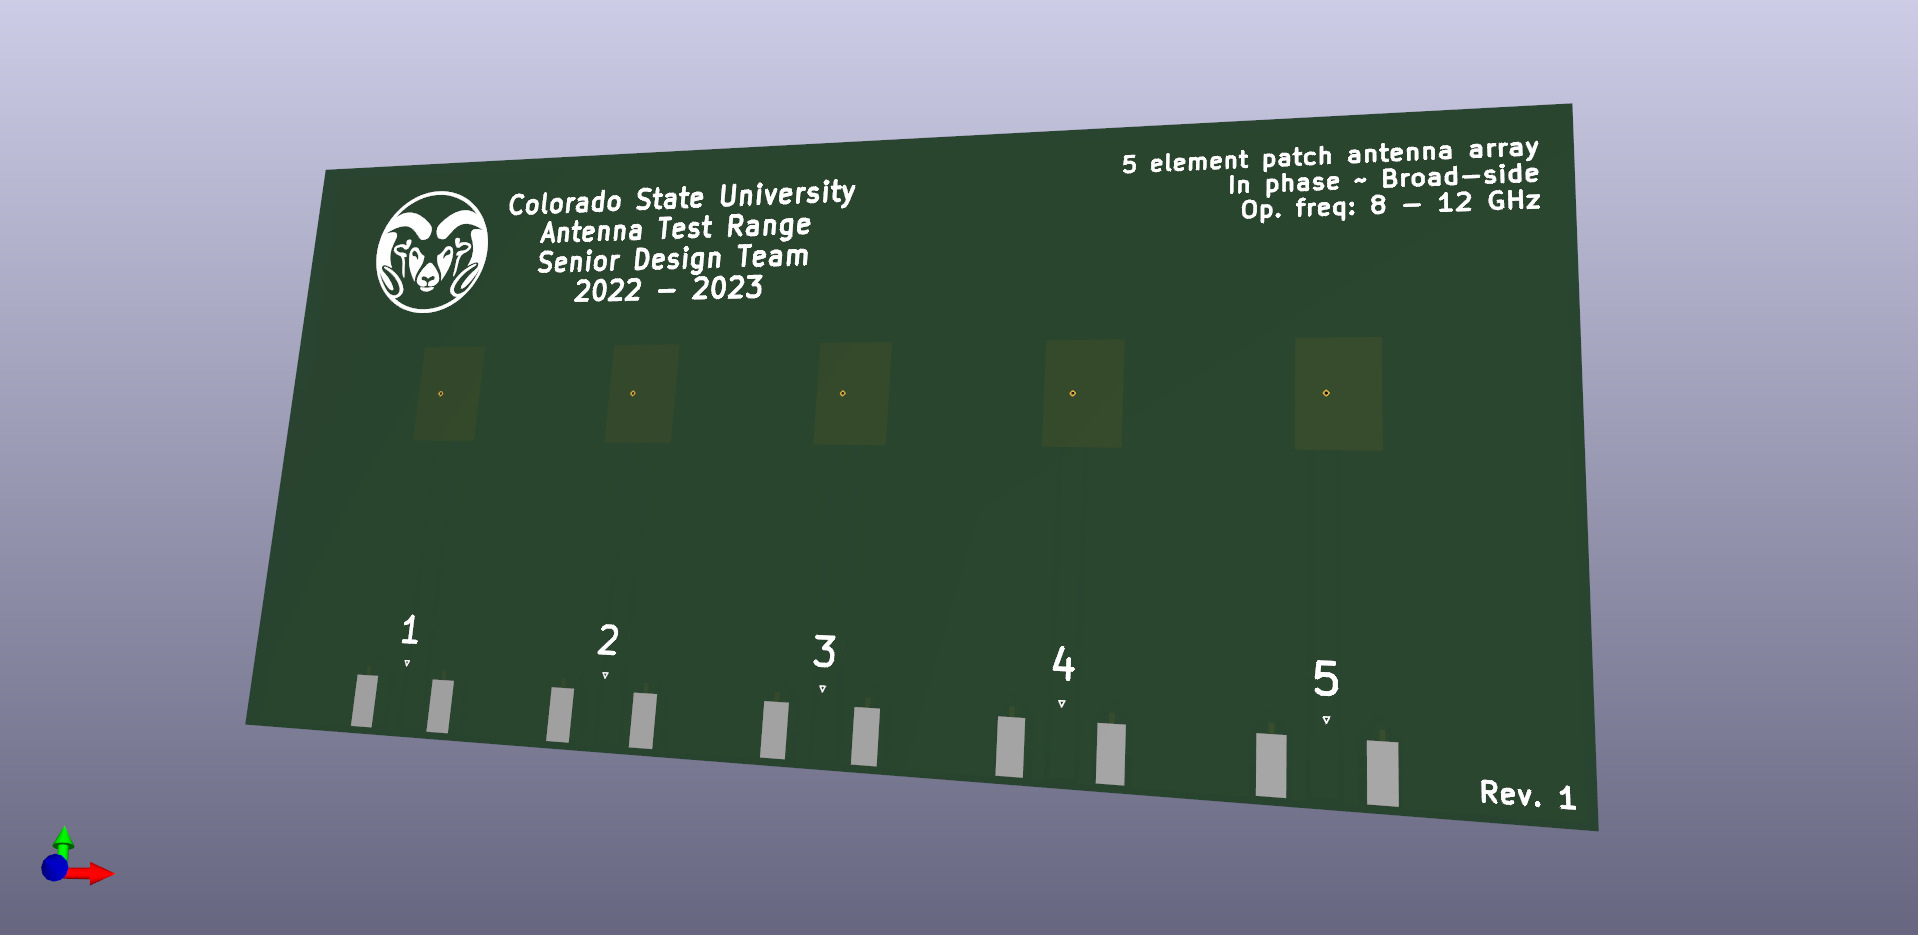 Colorado State University
Antenna Test Range
Senior Design Team
2022 - 2023
5 element patch antenna array
In phase ~ Broad-side
Op. freq: 8 - 12 GHz
1
2
3
4
5
Rev. 1